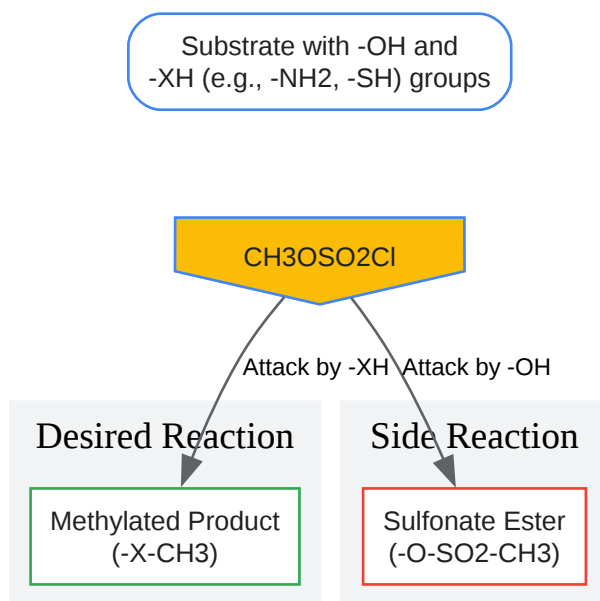 Substrate with -OH and
-XH (e.g., -NH2, -SH) groups
CH3OSO2Cl
Attack by -XH
Attack by -OH
Desired Reaction
Side Reaction
Methylated Product
(-X-CH3)
Sulfonate Ester
(-O-SO2-CH3)